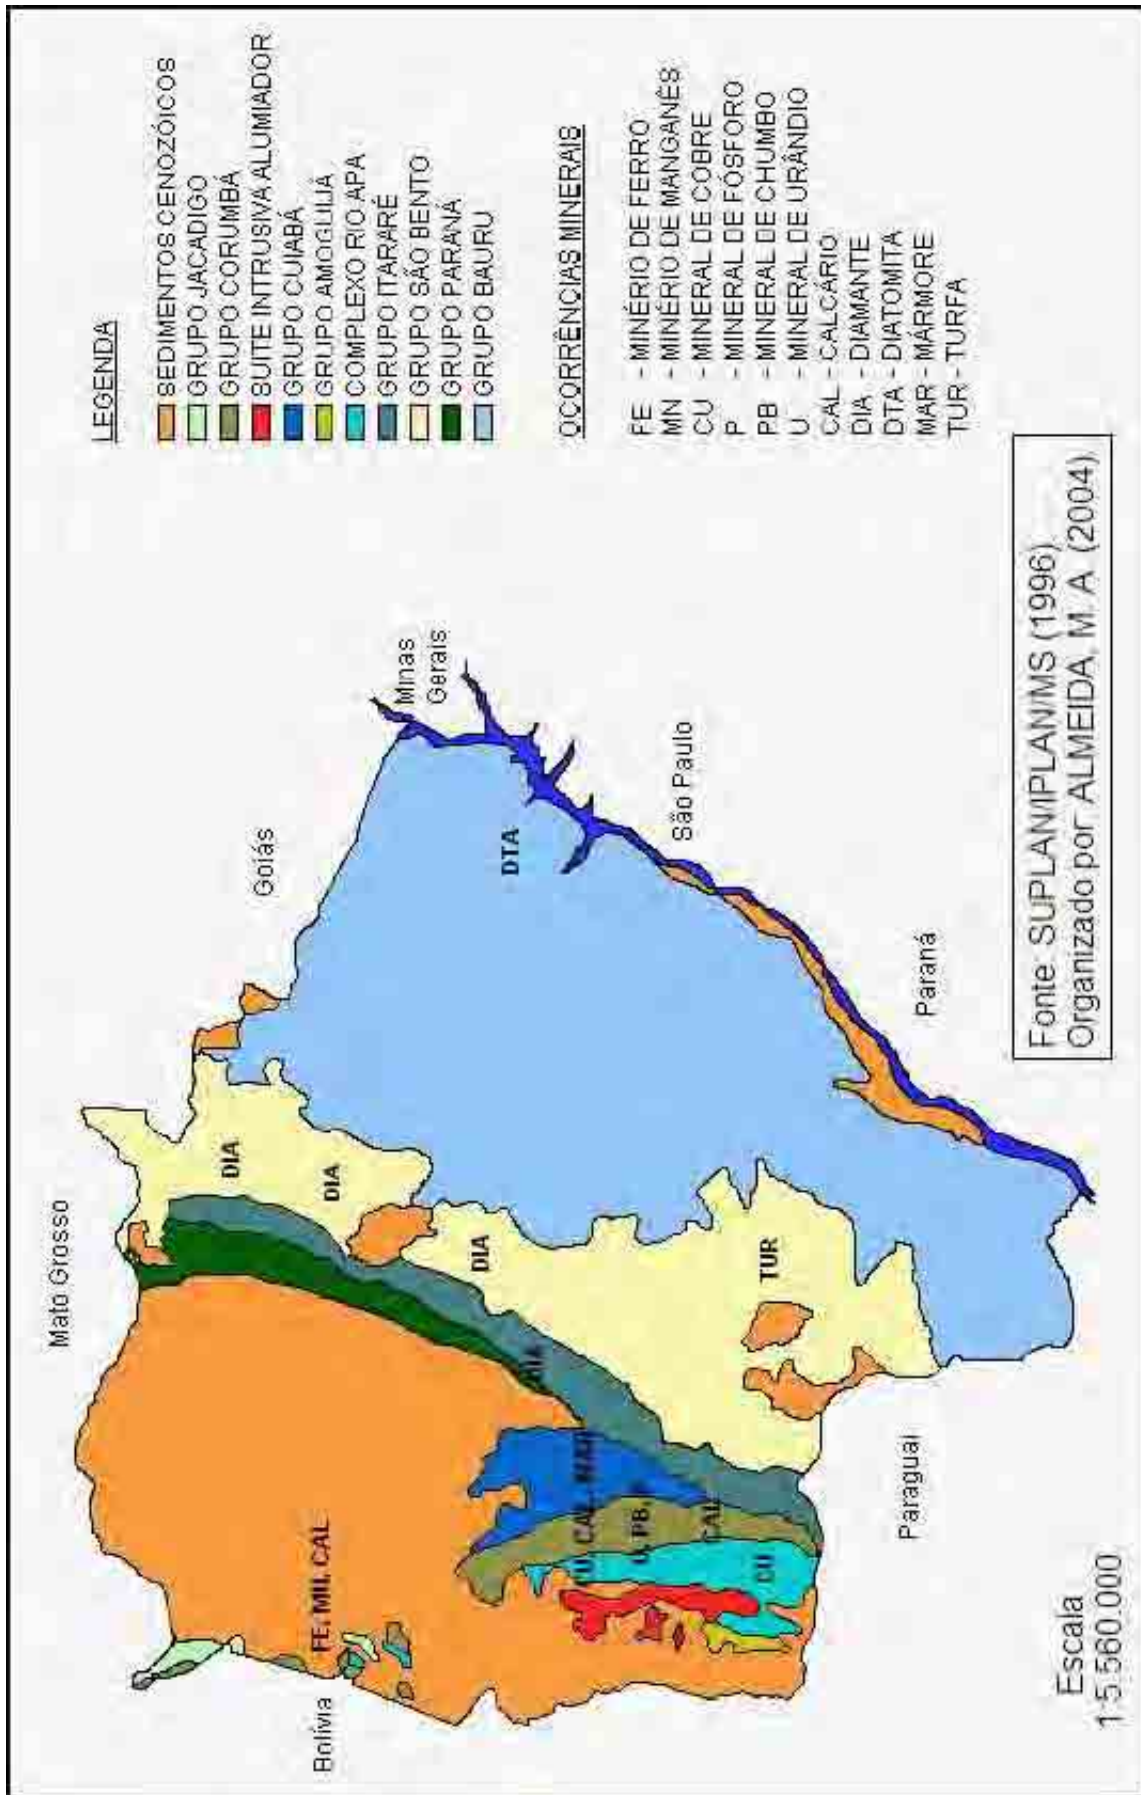 Mato Grosso
Goiás
Minas
Gerais
São Paulo
Paraná
Paraguai
Bolívia
DIA
DIA
DIA
DTA
TUR
FE, MN, CAL
CAL
CU
Escala
1:5.560.000
LEGENDA
SEDIMENTOS CENOZÓICOS
GRUPO JACADIGO
GRUPO CORUMBÁ
SUITE INTRUSIVA ALUMIADOR
GRUPO CUIABÁ
GRUPO AMOGUIJÁ
COMPLEXO RIO APA
GRUPO ITARARÉ
GRUPO SÃO BENTO
GRUPO PARANÁ
GRUPO BAURU
OCORRÊNCIAS MINERAIS
FE - MINÉRIO DE FERRO
MN - MINÉRIO DE MANGANÊS
CU - MINERAL DE COBRE
P - MINERAL DE FÓSFORO
PB - MINERAL DE CHUMBO
U - MINERAL DE URÂNDIO
CAL - CALCÁRIO
DIA - DIAMANTE
DTA - DIATOMITA
MAR - MÁRMORE
TUR - TURFA
Fonte: SUPLAN/IPLAN/MS (1996)
Organizado por: ALMEIDA, M. A. (2004)